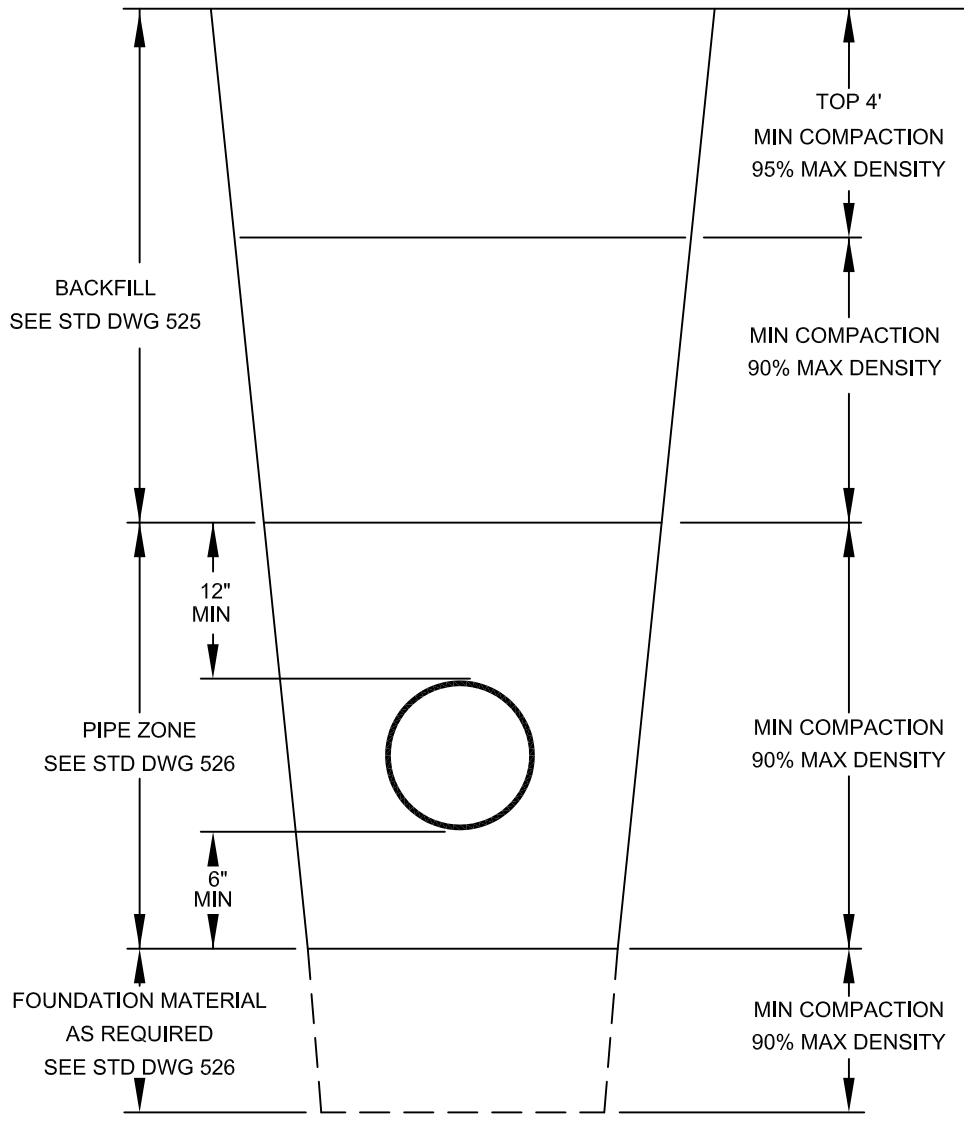 TOP 4'
MIN COMPACTION
95% MAX DENSITY
BACKFILL
SEE STD DWG 525
MIN COMPACTION
90% MAX DENSITY
12"
MIN
PIPE ZONE
SEE STD DWG 526
MIN COMPACTION
90% MAX DENSITY
6"
MIN
FOUNDATION MATERIAL
AS REQUIRED
SEE STD DWG 526
MIN COMPACTION
90% MAX DENSITY